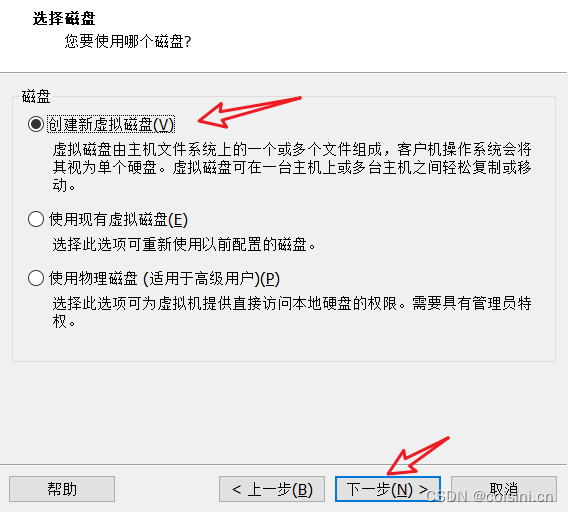 选择磁盘
您要使用哪个磁盘?
磁盘
创建新虚拟磁盘(V)
虚拟磁盘由主机文件系统上的一个或多个文件组成，客户机操作系统会将
其视为单个硬盘。虚拟磁盘可在一台主机上或多台主机之间轻松复制或移
动。
使用现有虚拟磁盘(E)
选择此选项可重新使用以前配置的磁盘。
使用物理磁盘 (适用于高级用户)(P)
选择此选项可为虚拟机提供直接访问本地硬盘的权限。需要具有管理员特
权。
帮助
< 上一步(B)
下一步(N) >
取消
CSDN @coisini.cn